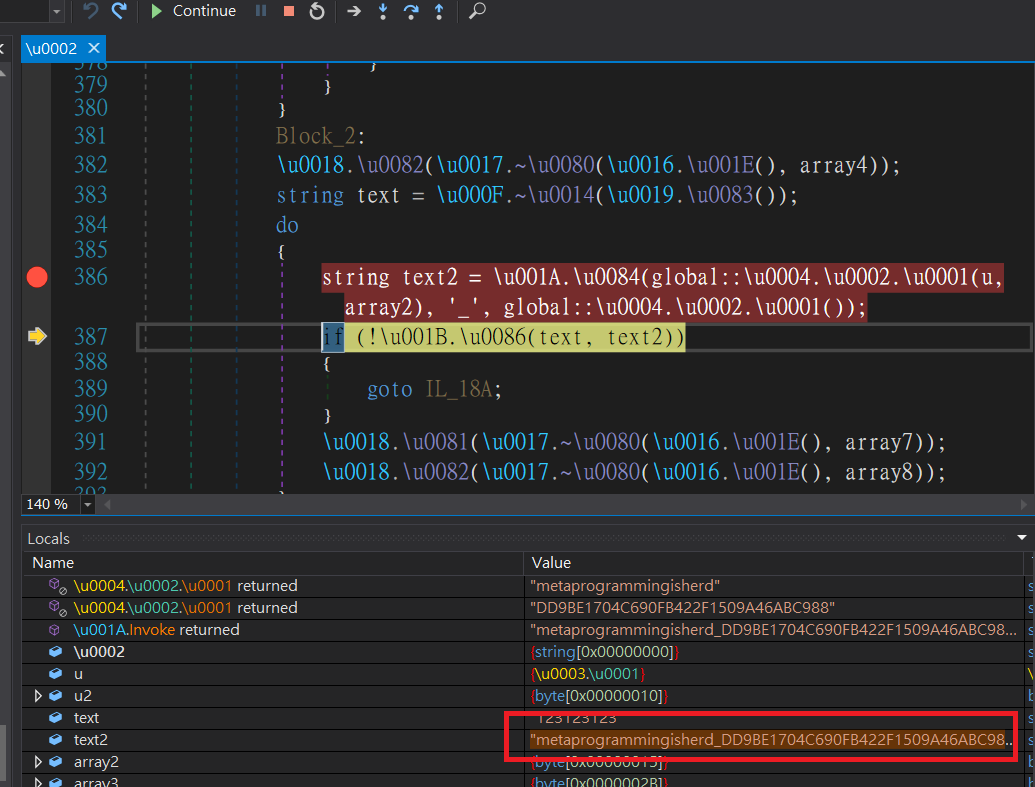 Continue
\u0002
378 }
379 }
380 }
381 Block_2:
382 \u0018.\u0082(\u0017.~\u0080(\u0016.\u001E(), array4));
383 string text = \u000F.~\u0014(\u0019.\u0083());
384 do
385 {
386 string text2 = \u001A.\u0084(global::\u0004.\u0002.\u0001(u,
array2), '_', global::\u0004.\u0002.\u0001());
387 if (!\u001B.\u0086(text, text2))
388 {
389 goto IL_18A;
390 }
391 \u0018.\u0081(\u0017.~\u0080(\u0016.\u001E(), array7));
392 \u0018.\u0082(\u0017.~\u0080(\u0016.\u001E(), array8));
393
140 %
Locals
Name Value
\u0004.\u0002.\u0001 returned "metaprogrammingisherd" s
\u0004.\u0002.\u0001 returned "DD9BE1704C690FB422F1509A46ABC988" s
\u001A.Invoke returned "metaprogrammingisherd_DD9BE1704C690FB422F1509A46ABC98... s
\u0002 {string[0x00000000]} s
u {\u0003.\u0001} \
u2 {byte[0x00000010]} b
text "123123123" s
text2 "metaprogrammingisherd_DD9BE1704C690FB422F1509A46ABC98...
array2 {byte[0x00000015]} b
array3 {byte[0x0000002B]} b